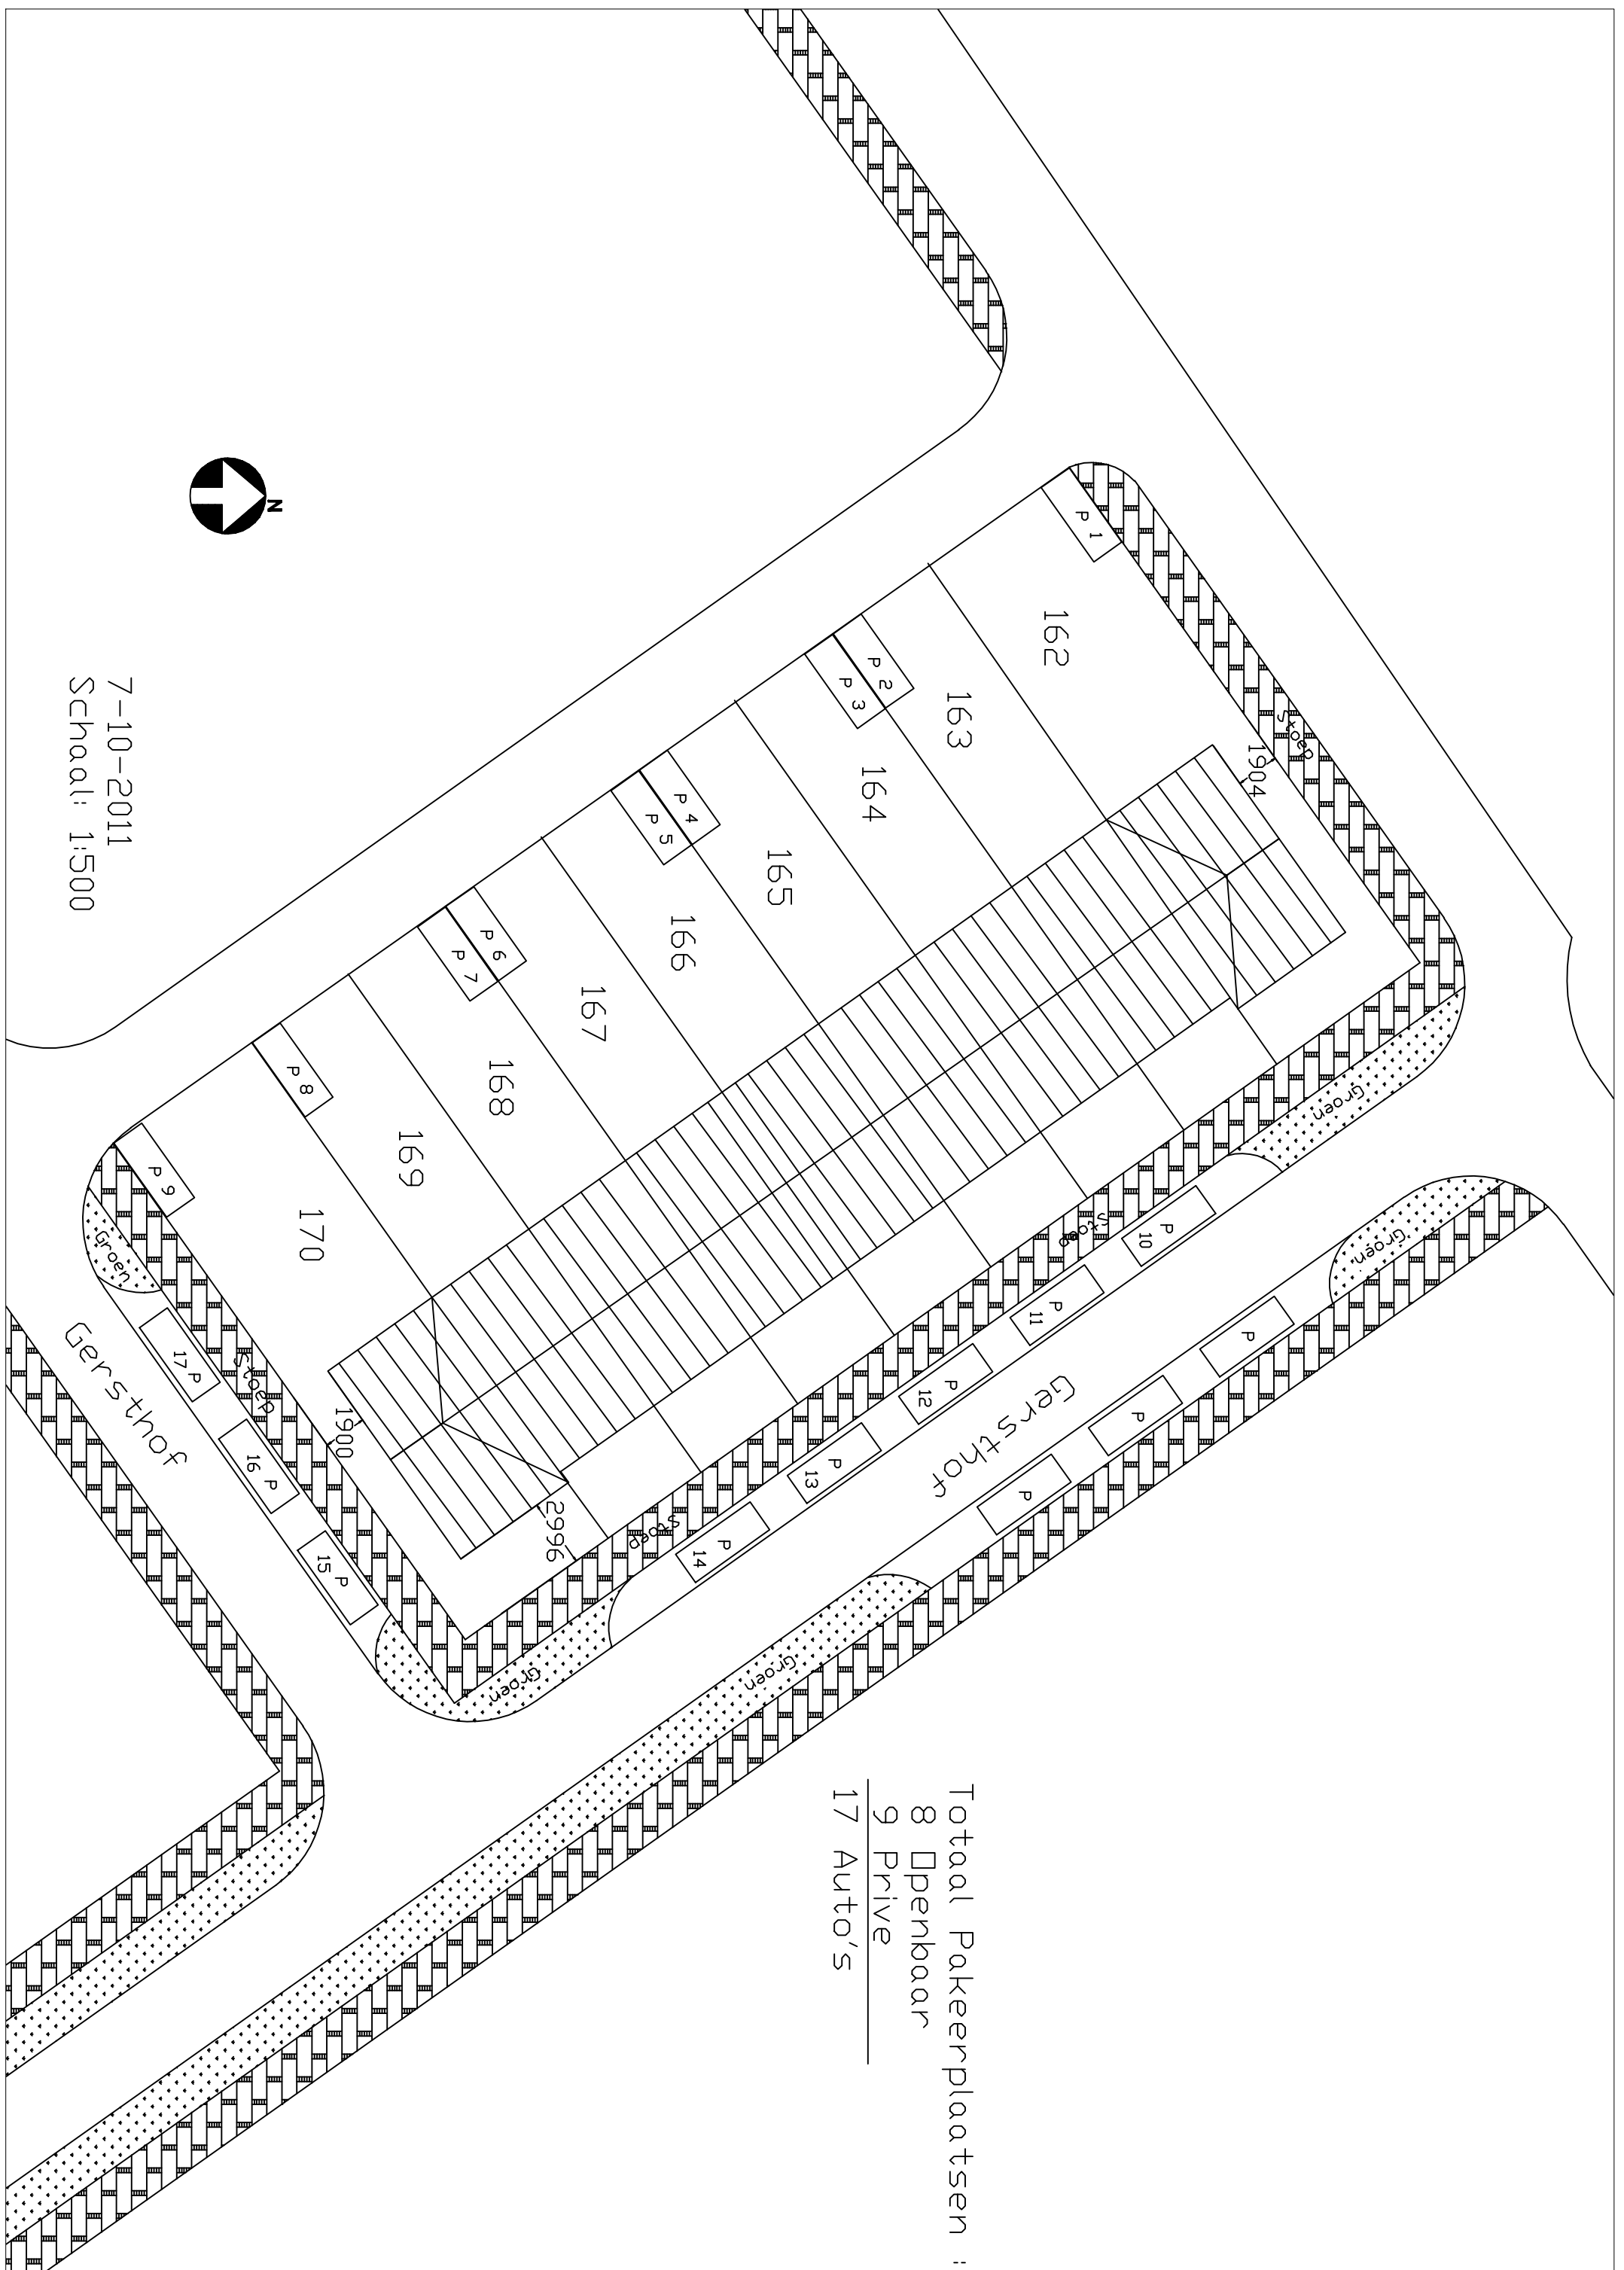 N
7-10-2011
Schaal: 1:500
Totaal Pakeerplaatsen :
8 Openbaar
9 Prive
17 Auto's
162
163
164
165
166
167
168
169
170
P 1
P 2
P 3
P 4
P 5
P 6
P 7
P 8
P 9
P
10
P
11
P
12
P
13
P
14
15 P
16 P
17 P
P
P
P
1904
1900
2996
Stoep
Stoep
Stoep
Stoep
Groen
Groen
Groen
Groen
Groen
Gersthof
Gersthof